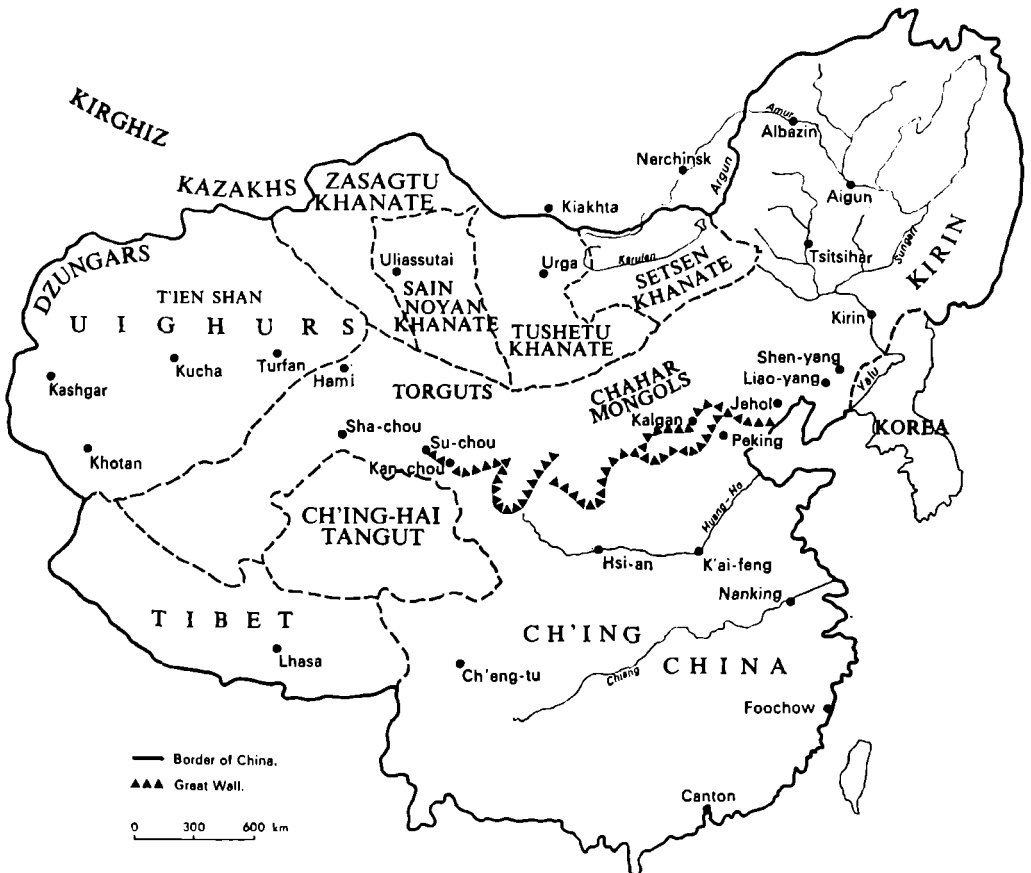 KIRGHIZ
KAZAKHS
ZASAGTU
KHANATE
Nerchinsk
Argun
Amur
Albazin
Kiakhta
Aigun
DZUNGARS
Uliassutai
Urga
Kerulen
Tsitsihar
Sungari
KIRIN
T'IEN SHAN
SAIN
NOYAN
KHANATE
SETSEN
KHANATE
UIGHURS
TUSHETU
KHANATE
Kirin
Kashgar
Kucha
Turfan
Hami
TORGUTS
CHAHAR
MONGOLS
Shen-yang
Liao-yang
Yalu
Jehol
Kalgan
Peking
KOREA
Khotan
Sha-chou
Su-chou
Kan-chou
CH'ING-HAI
TANGUT
Huang-Ho
Hsi-an
K'ai-feng
Nanking
TIBET
Lhasa
CH'ING
CHINA
Ch'eng-tu
Chiang
Foochow
Canton
Border of China.
Great Wall.
0 300 600 km